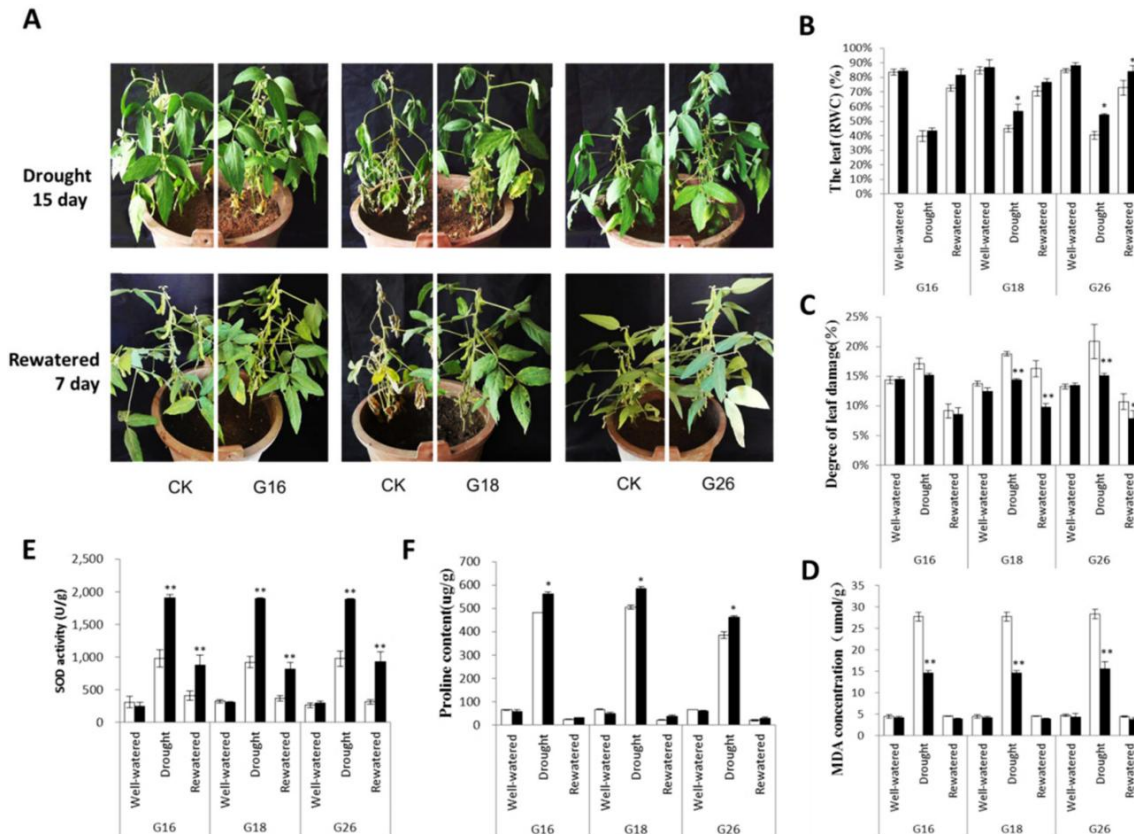 A
Drought
15 day
Rewatered
7 day
CK G16 CK G18 CK G26
B
The leaf (RWC) (%)
100%
90%
80%
70%
60%
50%
40%
30%
20%
10%
0%
* * *
Well-watered Drought Rewatered Well-watered Drought Rewatered Well-watered Drought Rewatered
G16 G18 G26
C
Degree of leaf damage(%)
25%
20%
15%
10%
5%
0%
** ** **
Well-watered Drought Rewatered Well-watered Drought Rewatered Well-watered Drought Rewatered
G16 G18 G26
E
SOD activity (U/g)
2,500
2,000
1,500
1,000
500
0
** ** ** ** ** **
Well-watered Drought Rewatered Well-watered Drought Rewatered Well-watered Drought Rewatered
G16 G18 G26
F
Proline content(ug/g)
700
600
500
400
300
200
100
0
* * *
Well-watered Drought Rewatered Well-watered Drought Rewatered Well-watered Drought Rewatered
G16 G18 G26
D
MDA concentration ( umol/g)
30
25
20
15
10
5
0
** ** **
Well-watered Drought Rewatered Well-watered Drought Rewatered Well-watered Drought Rewatered
G16 G18 G26